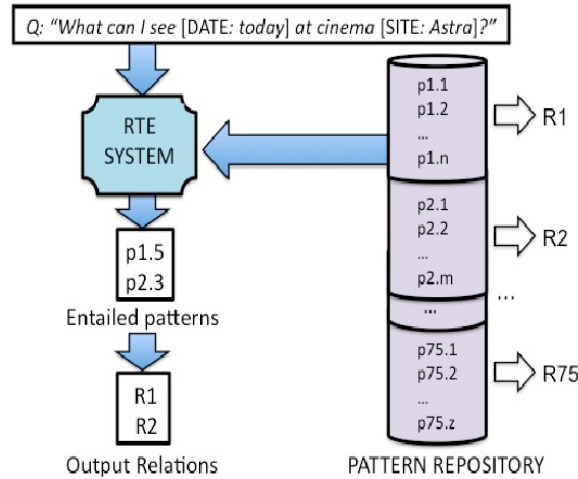 Q: “What can I see [DATE: today] at cinema [SITE: Astra]?”
RTE
SYSTEM
p1.5
p2.3
Entailed patterns
R1
R2
Output Relations
p1.1
p1.2
...
p1.n
R1
p2.1
p2.2
...
p2.m
R2
...
...
p75.1
p75.2
...
p75.z
R75
PATTERN REPOSITORY